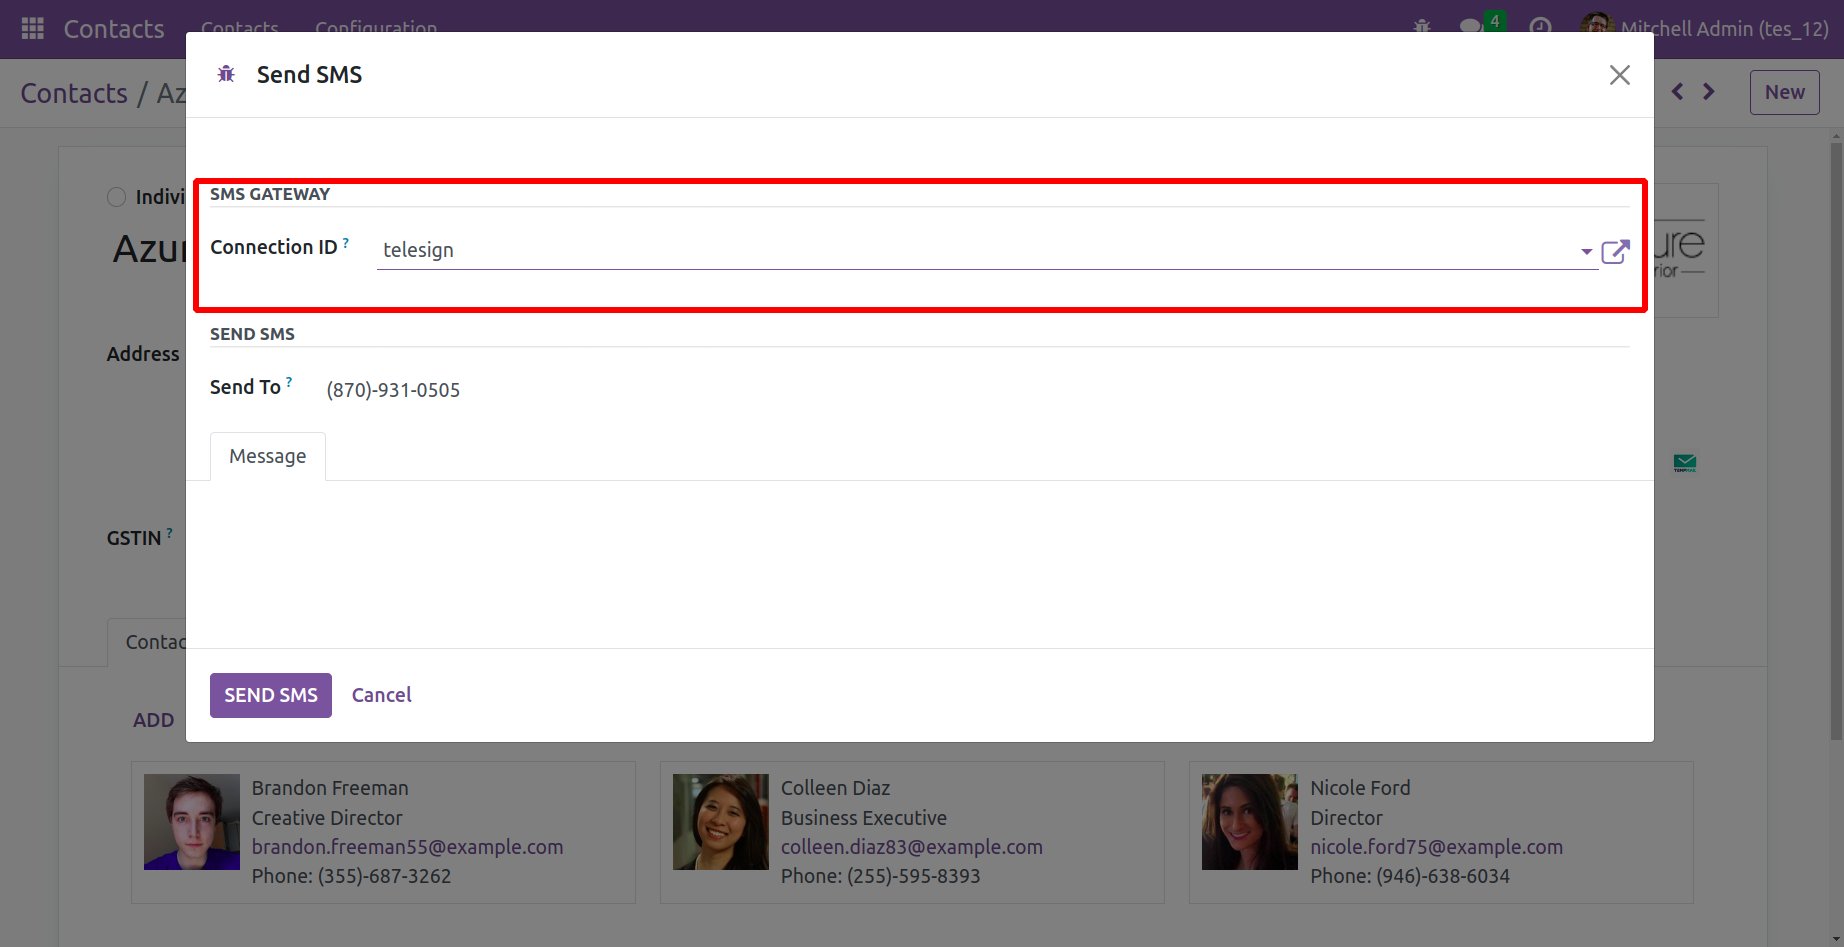 Contacts Contacts Configuration 4 Mitchell Admin (tes_12)
Send SMS
Contacts / Az New
SMS GATEWAY
Indivi
Connection ID ? telesign
Azur ure
rior
SEND SMS
Address
Send To ? (870)-931-0505
Message
GSTIN ?
Contac
SEND SMS Cancel
ADD
Brandon Freeman
Creative Director
brandon.freeman55@example.com
Phone: (355)-687-3262
Colleen Diaz
Business Executive
colleen.diaz83@example.com
Phone: (255)-595-8393
Nicole Ford
Director
nicole.ford75@example.com
Phone: (946)-638-6034